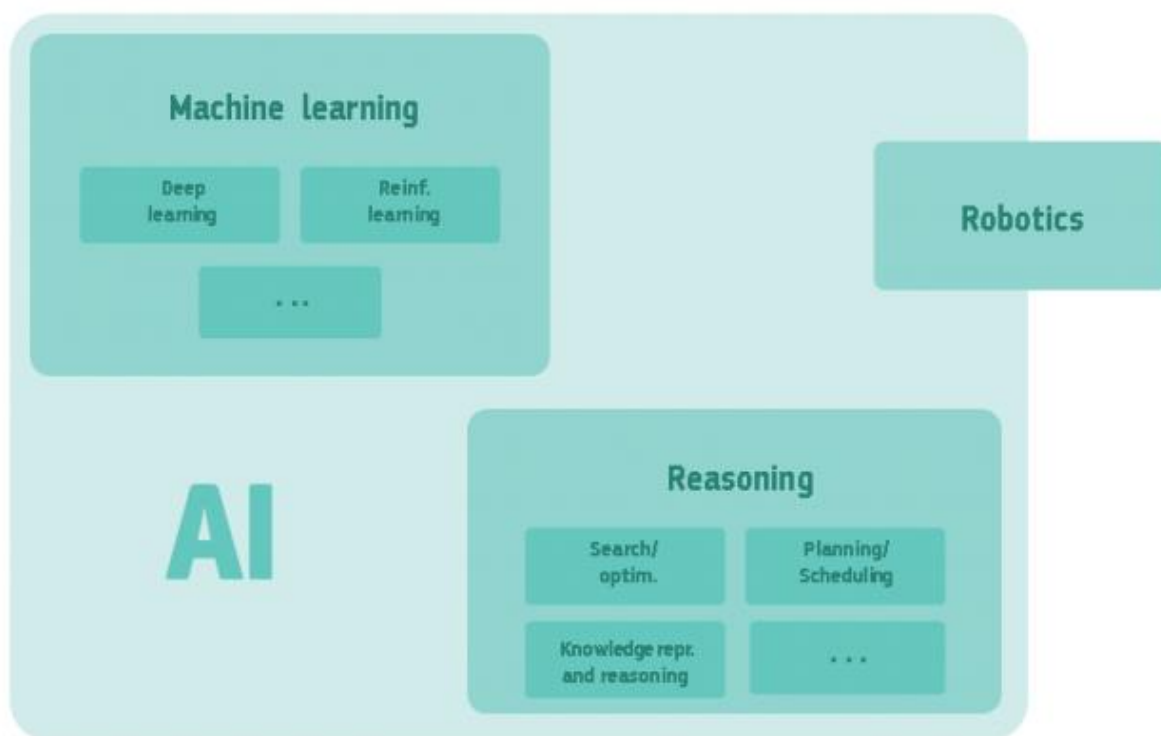 Machine learning
Deep
learning
Reinf.
learning
...
Robotics
AI
Reasoning
Search/
optim.
Planning/
Scheduling
Knowledge repr.
and reasoning
...